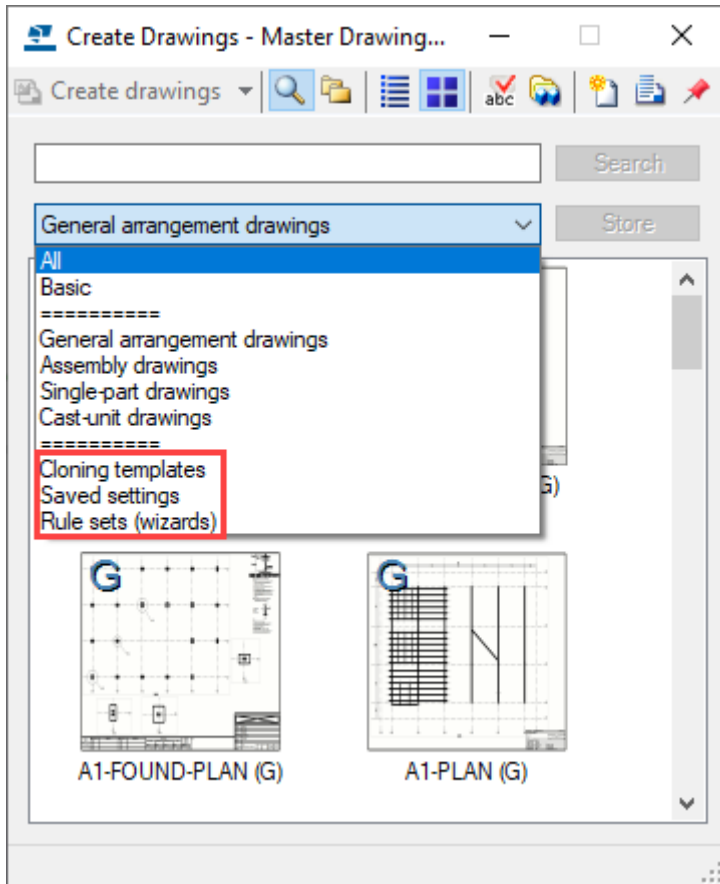 Create Drawings - Master Drawing...
Create drawings
abc
Search
General arrangement drawings
Store
All
Basic
==========
General arrangement drawings
Assembly drawings
Single-part drawings
Cast-unit drawings
==========
Cloning templates
Saved settings
Rule sets (wizards)
G)
G
G
A1-FOUND-PLAN (G)
A1-PLAN (G)